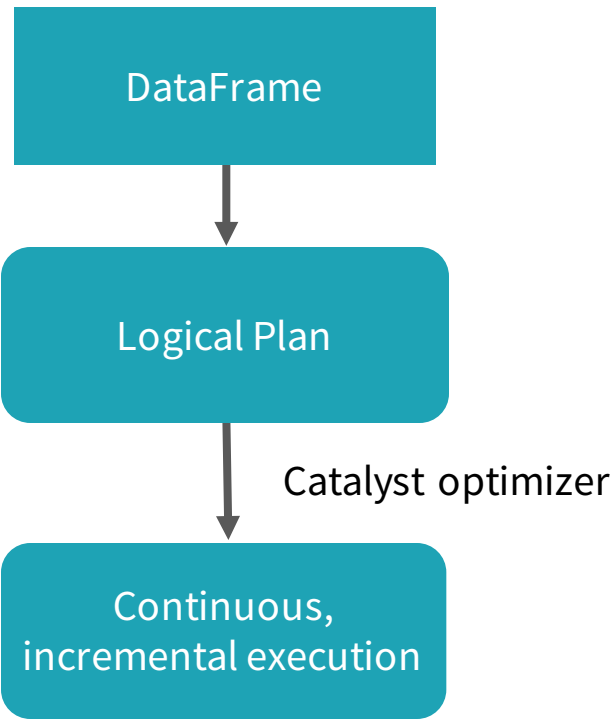 DataFrame
Logical Plan
Catalyst optimizer
Continuous,
incremental execution